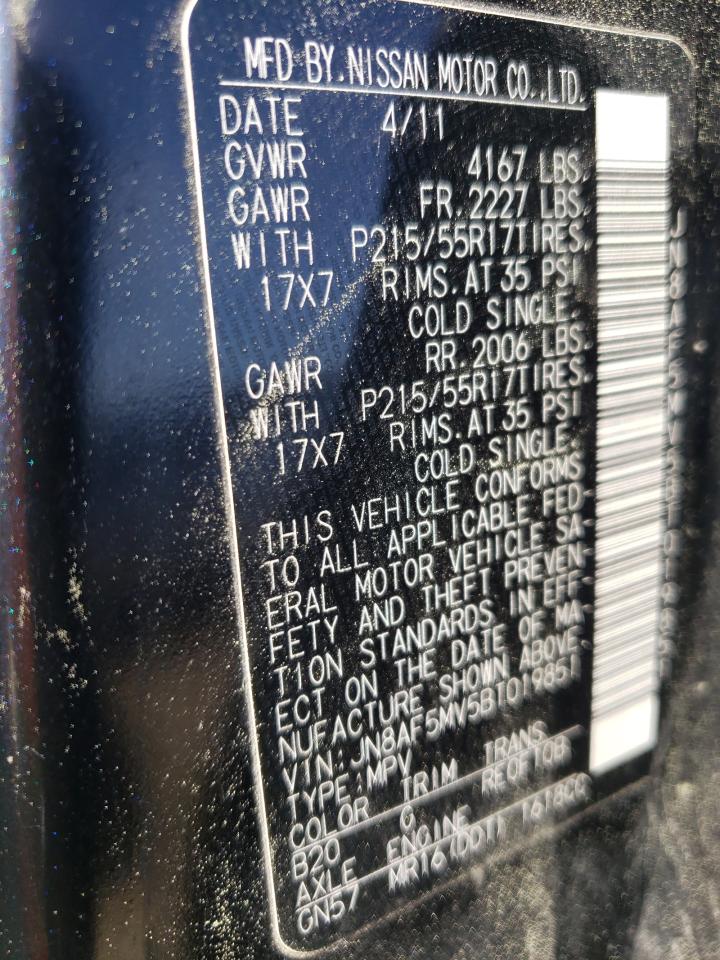 MFD BY.NISSAN MOTOR CO.,LTD.
DATE 4/11
GVWR 4167 LBS.
GAWR FR. 2227 LBS.
WITH P215/55R17TIRES.
17X7 RIMS.AT 35 PSI
COLD SINGLE.
GAWR RR. 2006 LBS.
WITH P215/55R17TIRES.
17X7 RIMS.AT 35 PSI
COLD SINGLE.
THIS VEHICLE CONFORMS
TO ALL APPLICABLE FED-
ERAL MOTOR VEHICLE SA-
FETY AND THEFT PREVEN-
TION STANDARDS IN EFF-
ECT ON THE DATE OF MA-
NUFACTURE SHOWN ABOVE.
VIN:JN8AF5MV5BT019851
TYPE:MPV
COLOR TRIM TRANS
B20 G
AXLE ENGINE
GN57 MR16(DDT) 1618CC